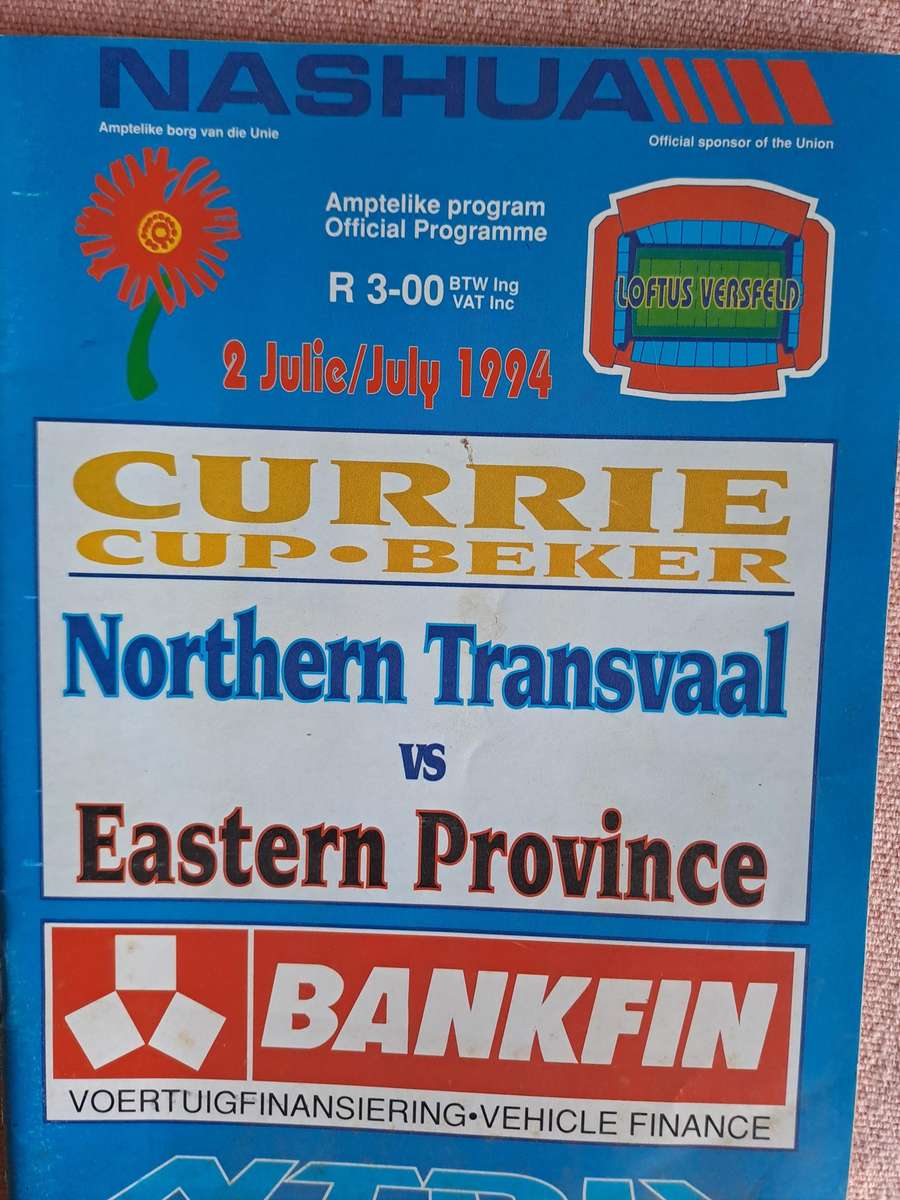 NASHUA
Amptelike borg van die Unie
Official sponsor of the Union
Amptelike program
Official Programme
R 3-00 BTW Ing
VAT Inc
LOFTUS VERSFELD
2 Julie/July 1994
CURRIE
CUP • BEKER
Northern Transvaal
vs
Eastern Province
BANKFIN
VOERTUIGFINANSIERING•VEHICLE FINANCE